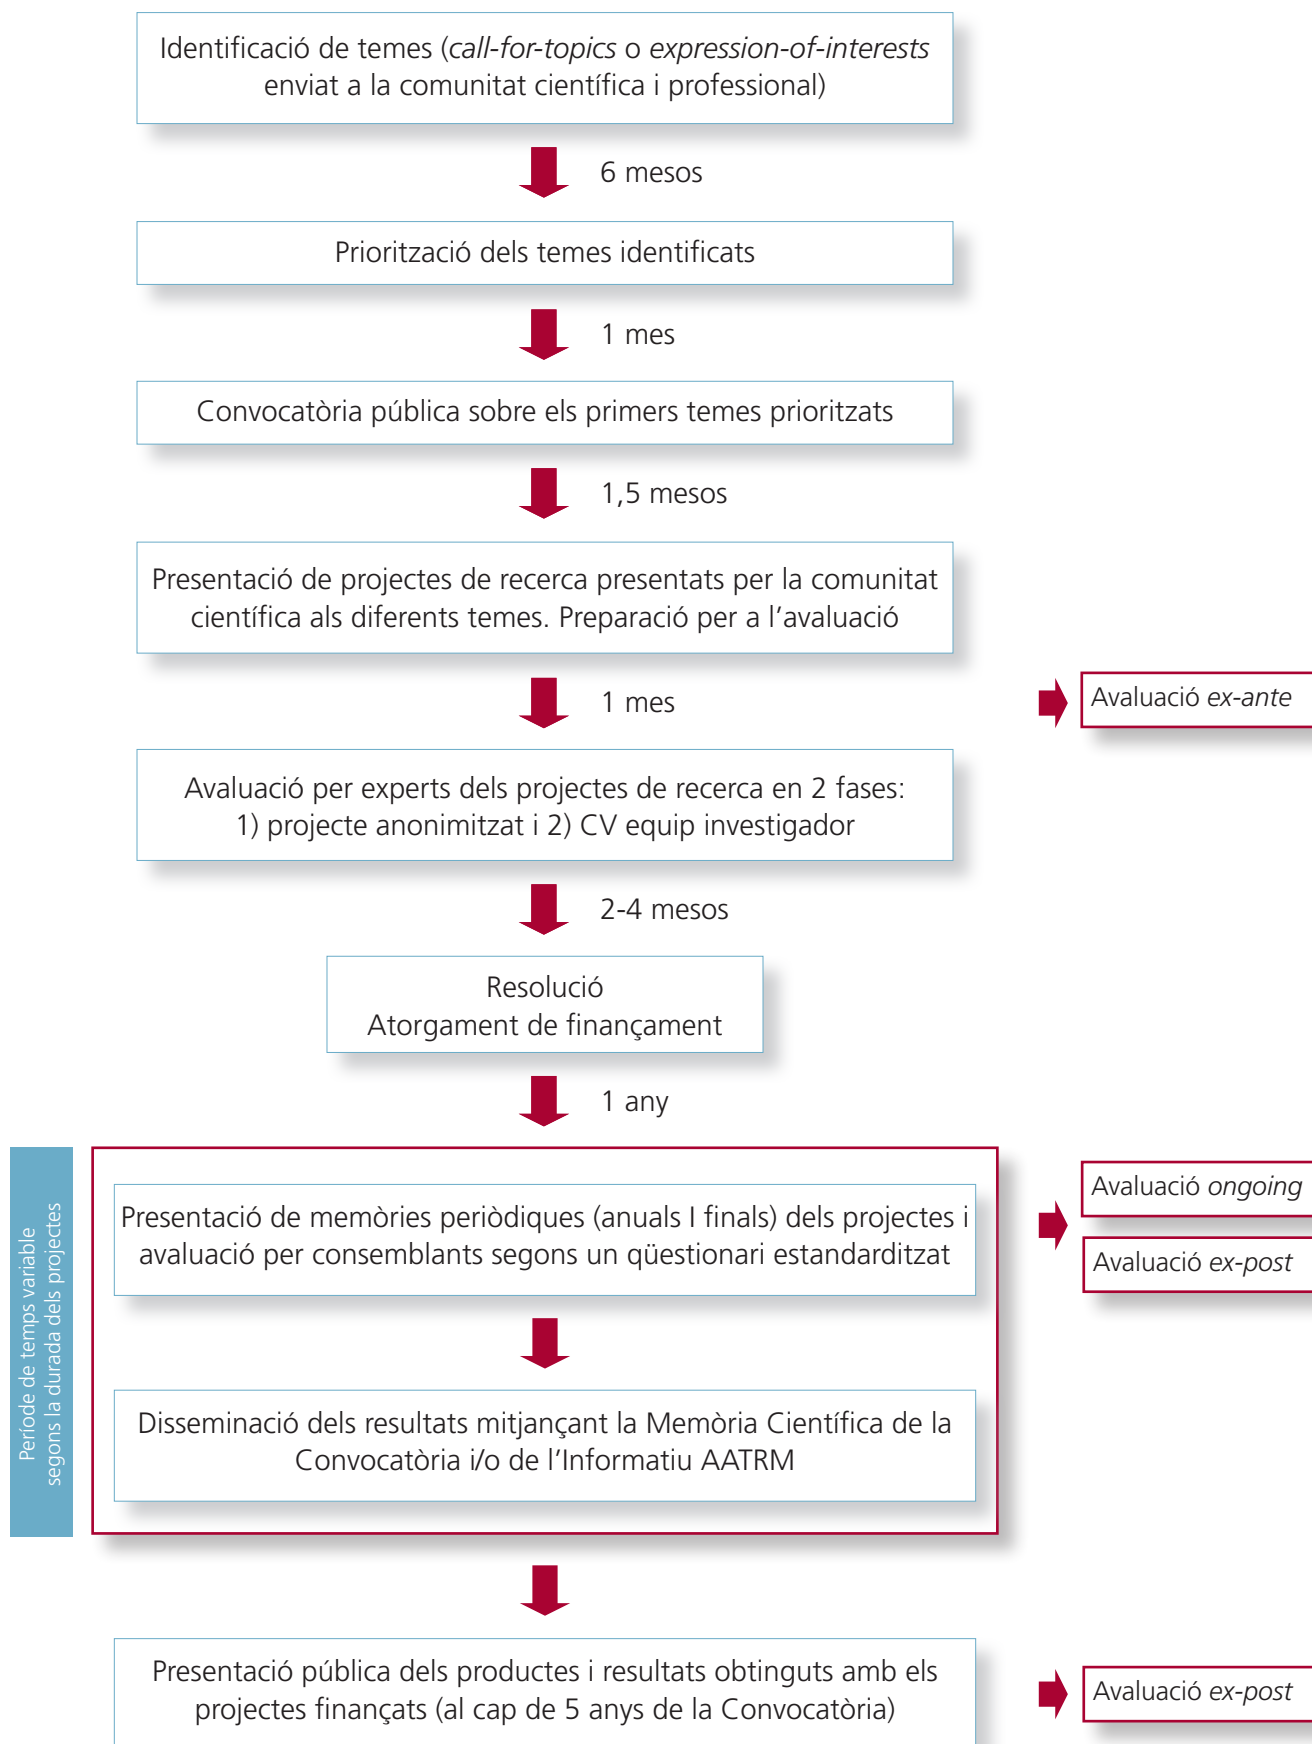 Identificació de temes (call-for-topics o expression-of-interests
enviat a la comunitat científica i professional)
6 mesos
Priorització dels temes identificats
1 mes
Convocatòria pública sobre els primers temes prioritzats
1,5 mesos
Presentació de projectes de recerca presentats per la comunitat
científica als diferents temes. Preparació per a l’avaluació
1 mes
Avaluació ex-ante
Avaluació per experts dels projectes de recerca en 2 fases:
1) projecte anonimitzat i 2) CV equip investigador
2-4 mesos
Resolució
Atorgament de finançament
1 any
Període de temps variable
segons la durada dels projectes
Presentació de memòries periòdiques (anuals I finals) dels projectes i
avaluació per consemblants segons un qüestionari estandarditzat
Avaluació ongoing
Avaluació ex-post
Disseminació dels resultats mitjançant la Memòria Científica de la
Convocatòria i/o de l’Informatiu AATRM
Presentació pública dels productes i resultats obtinguts amb els
projectes finançats (al cap de 5 anys de la Convocatòria)
Avaluació ex-post